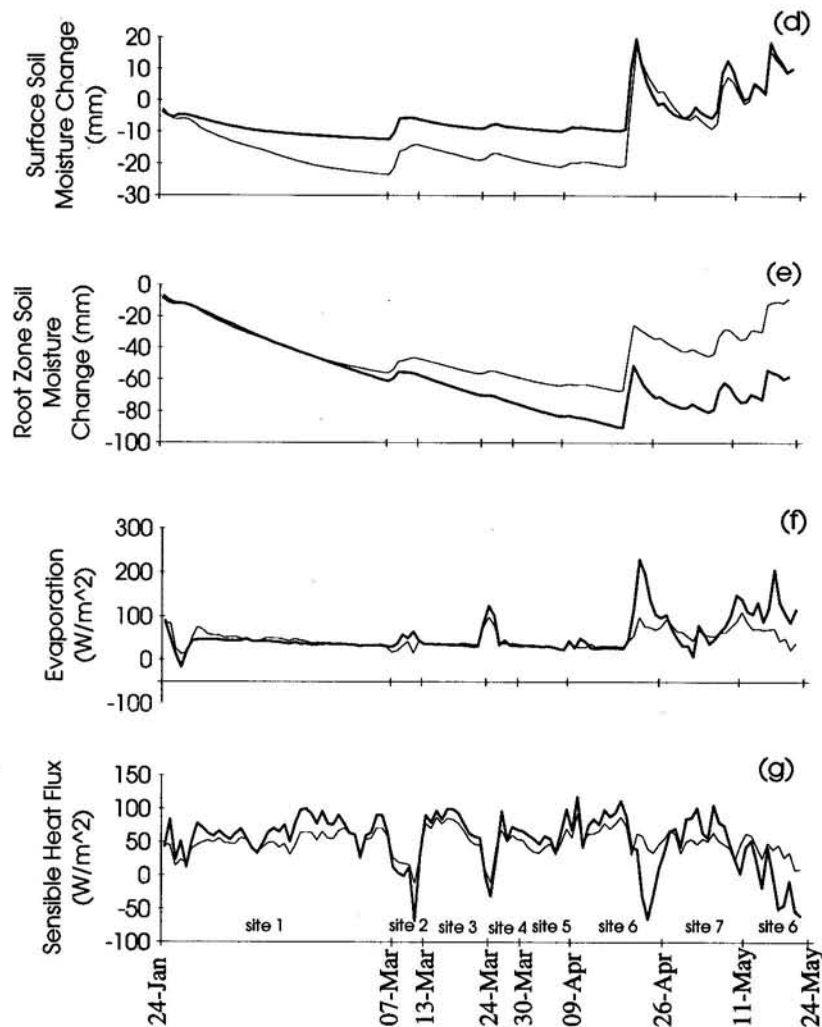 (d)
Surface Soil
Moisture Change
(mm)
20
10
0
-10
-20
-30
(e)
Root Zone Soil
Moisture
Change (mm)
0
-20
-40
-60
-80
-100
(f)
Evaporation
(W/m^2)
300
200
100
0
-100
(g)
Sensible Heat Flux
(W/m^2)
150
100
50
0
-50
-100
site 1
site 2
site 3
site 4
site 5
site 6
site 7
site 6
24-Jan
07-Mar
13-Mar
24-Mar
30-Mar
09-Apr
26-Apr
11-May
24-May